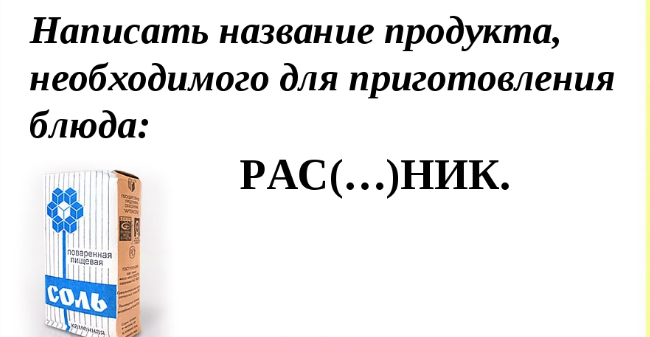 Написать название продукта,
необходимого для приготовления
блюда:
РАС(…)НИК.
поваренная
пищевая
СОЛЬ